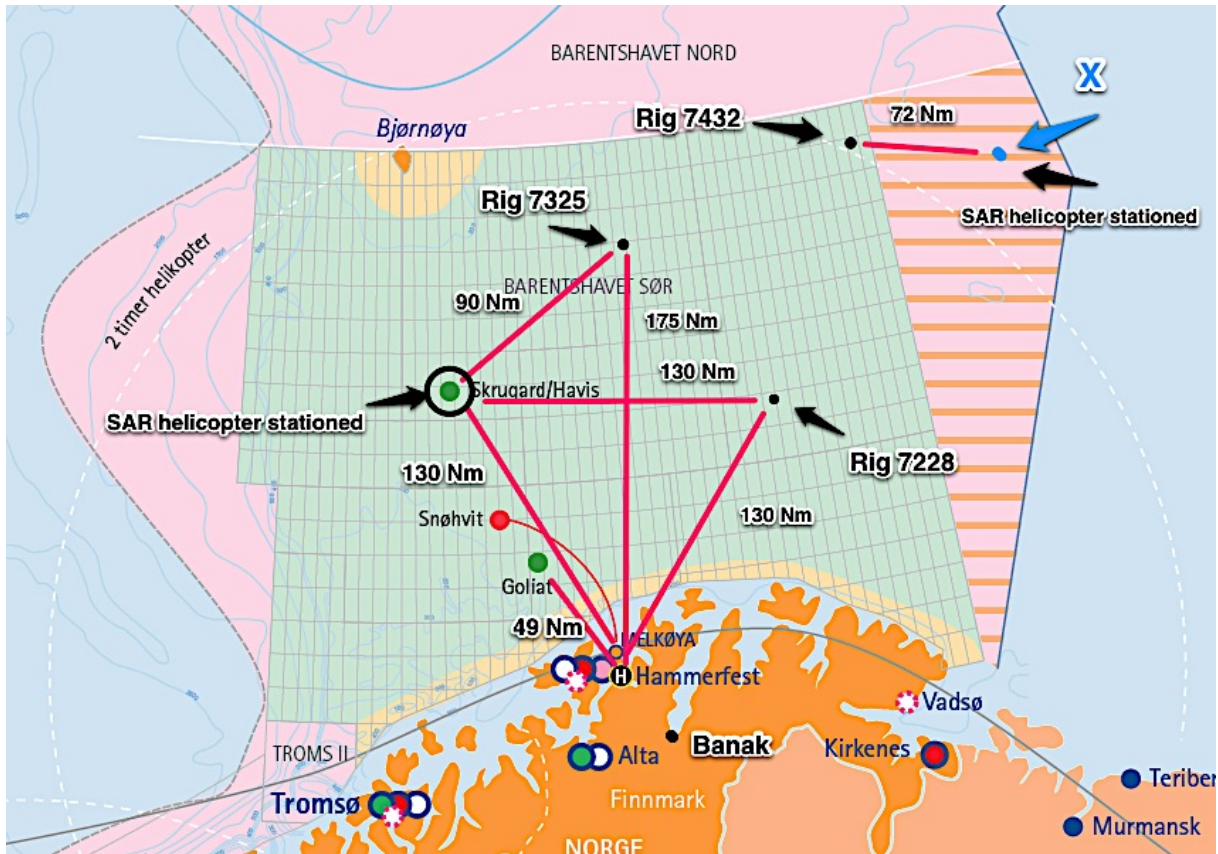 BARENTSHAVET NORD
X
Rig 7432
72 Nm
Bjørnøya
Rig 7325
SAR helicopter stationed
2 timer helikopter
BARENTSHAVET SØR
90 Nm
175 Nm
130 Nm
Skrugard/Havis
SAR helicopter stationed
Rig 7228
130 Nm
Snøhvit
130 Nm
Goliat
49 Nm
MELKØYA
H
Hammerfest
Vadsø
TROMS II
Alta
Banak
Kirkenes
Teriber
Tromsø
Finnmark
Murmansk
NORGE